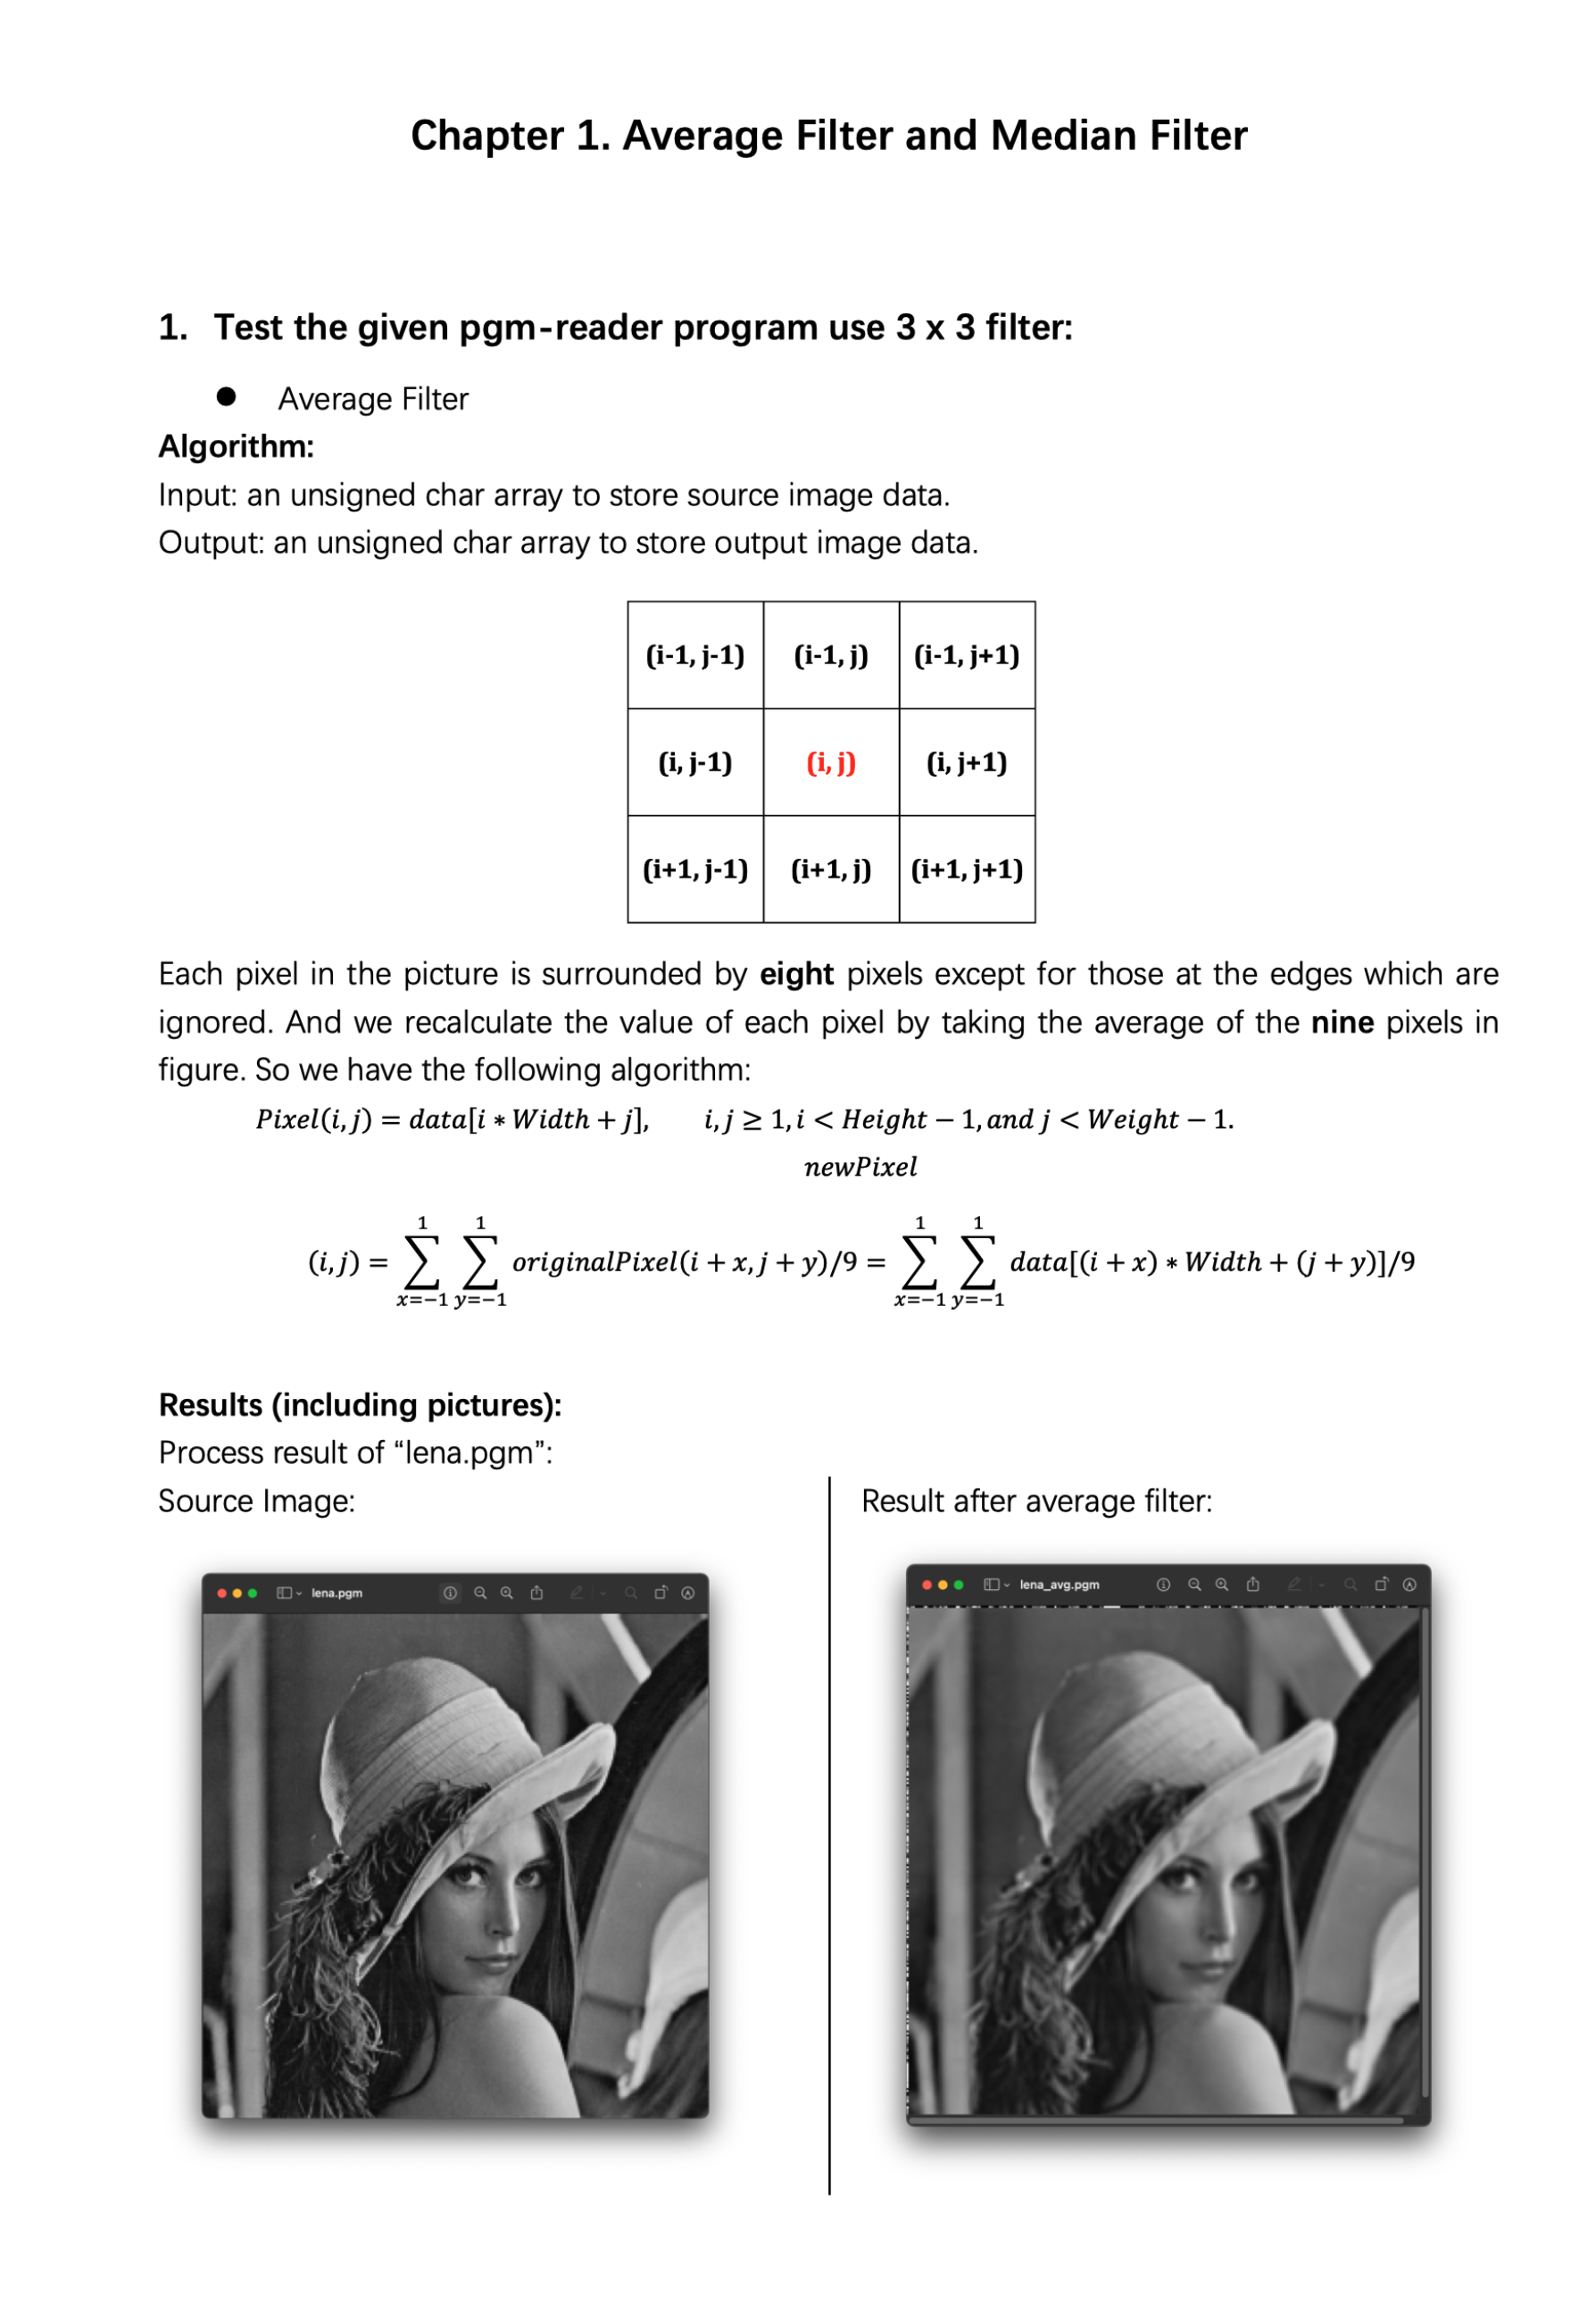 Chapter 1. Average Filter and Median Filter
1. Test the given pgm-reader program use 3 x 3 filter:
● Average Filter
Algorithm:
Input: an unsigned char array to store source image data.
Output: an unsigned char array to store output image data.
(i-1, j-1) (i-1, j) (i-1, j+1)
(i, j-1) (i, j) (i, j+1)
(i+1, j-1) (i+1, j) (i+1, j+1)
Each pixel in the picture is surrounded by eight pixels except for those at the edges which are
ignored. And we recalculate the value of each pixel by taking the average of the nine pixels in
figure. So we have the following algorithm:
Pixel(i, j) = data[i ∗ Width + j], i, j ≥ 1, i < Height − 1, and j < Weight − 1.
newPixel
(i, j) = ∑_{x=−1}^{1} ∑_{y=−1}^{1} originalPixel(i + x, j + y)/9 = ∑_{x=−1}^{1} ∑_{y=−1}^{1} data[(i + x) ∗ Width + (j + y)]/9
Results (including pictures):
Process result of “lena.pgm”:
Source Image:
Result after average filter:
lena.pgm
lena_avg.pgm